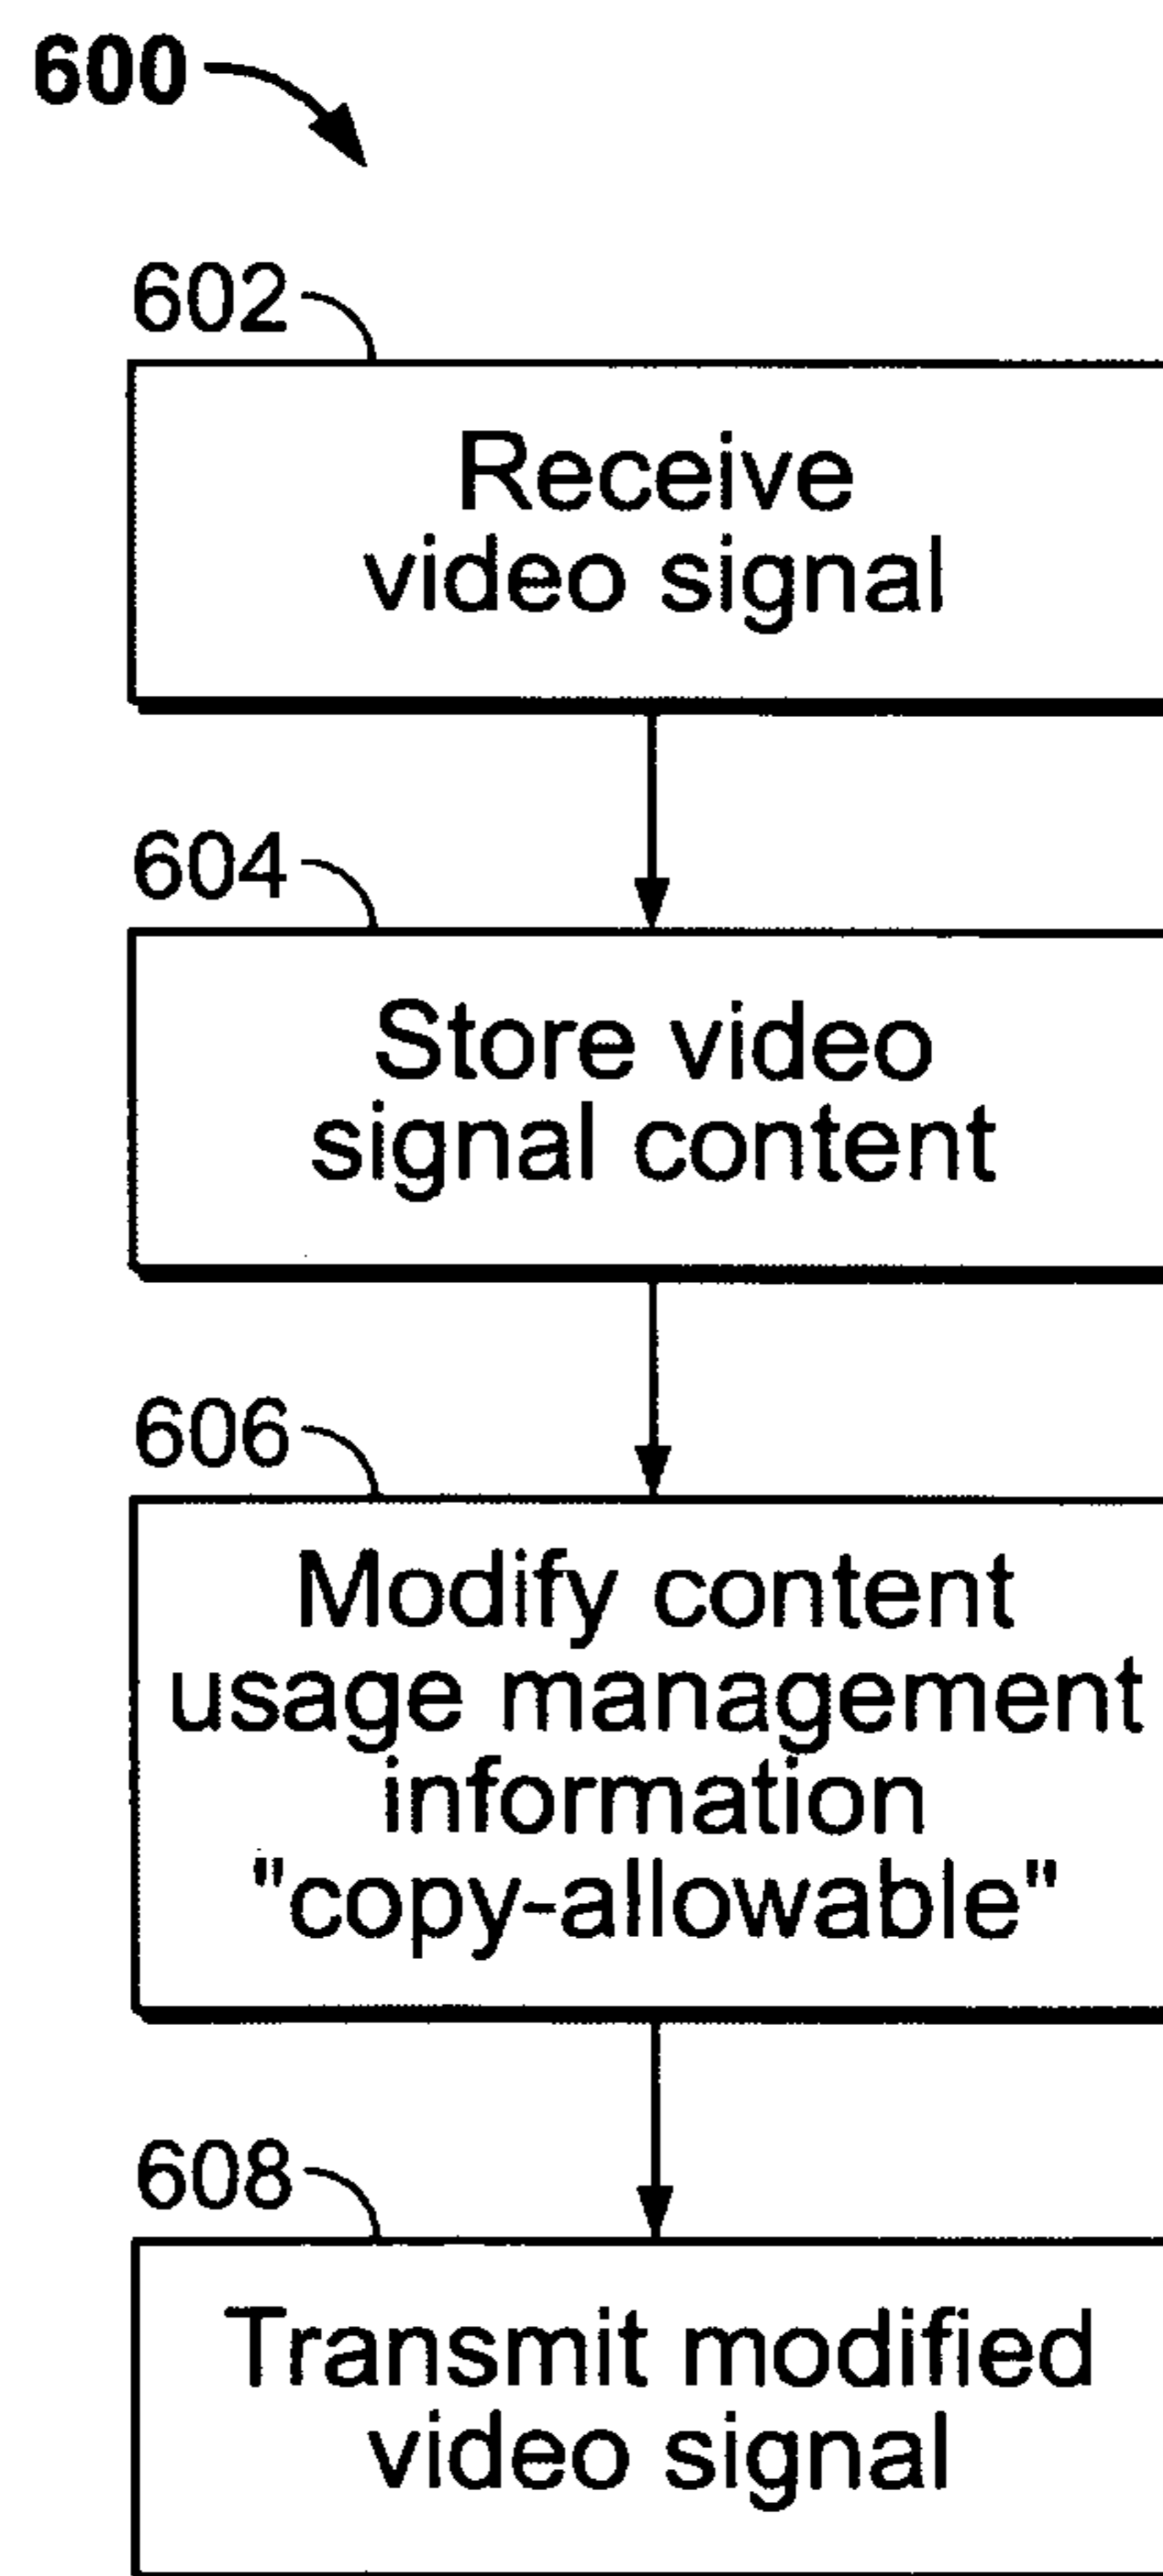 600
602
Receive
video signal
604
Store video
signal content
606
Modify content
usage management
information
"copy-allowable"
608
Transmit modified
video signal